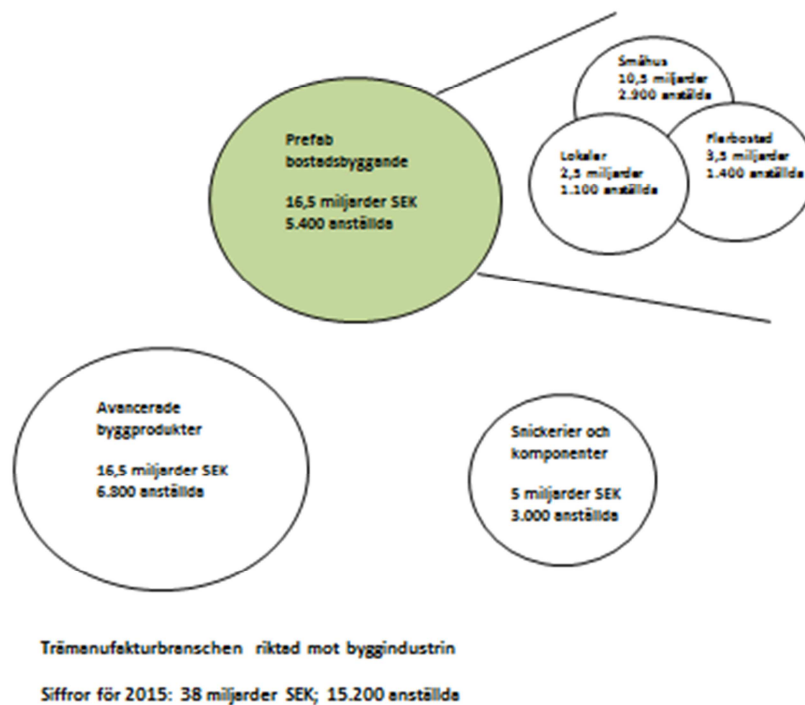 Prefab
bostadsbyggande
16,5 miljarder SEK
5.400 anställda
Småhus
10,5 miljarder
2.900 anställda
Lokaler
2,5 miljarder
1.100 anställda
Flerbostad
3,5 miljarder
1.400 anställda
Avancerade
byggprodukter
16,5 miljarder SEK
6.800 anställda
Snickerier och
komponenter
5 miljarder SEK
3.000 anställda
Trämanufakturbranschen riktad mot byggindustrin
Siffror för 2015: 38 miljarder SEK; 15.200 anställda